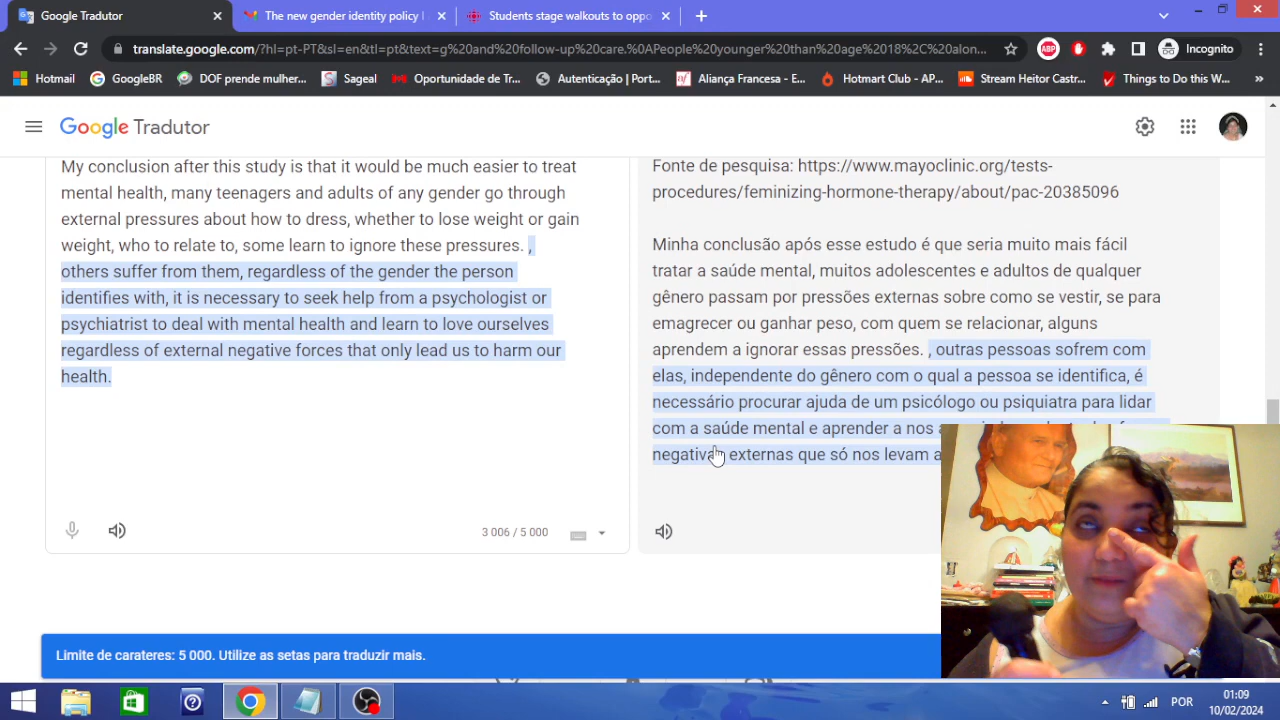 Google Tradutor
The new gender identity policy i
Students stage walkouts to oppo
translate.google.com/?hl=pt-PT&sl=en&tl=pt&text=g%20and%20follow-up%20care.%0APeople%20younger%20than%20age%2018%2C%20alon...
ABP
Incognito
Hotmail
GoogleBR
DOF prende mulher...
Sageal
Oportunidade de Tr...
Autenticação | Port...
Aliança Francesa - E...
Hotmart Club - AP...
Stream Heitor Castr...
Things to Do this W...
»
Google Tradutor
My conclusion after this study is that it would be much easier to treat
mental health, many teenagers and adults of any gender go through
external pressures about how to dress, whether to lose weight or gain
weight, who to relate to, some learn to ignore these pressures. ,
others suffer from them, regardless of the gender the person
identifies with, it is necessary to seek help from a psychologist or
psychiatrist to deal with mental health and learn to love ourselves
regardless of external negative forces that only lead us to harm our
health.
3 006 / 5 000
Fonte de pesquisa: https://www.mayoclinic.org/tests-
procedures/feminizing-hormone-therapy/about/pac-20385096
Minha conclusão após esse estudo é que seria muito mais fácil
tratar a saúde mental, muitos adolescentes e adultos de qualquer
gênero passam por pressões externas sobre como se vestir, se para
emagrecer ou ganhar peso, com quem se relacionar, alguns
aprendem a ignorar essas pressões. , outras pessoas sofrem com
elas, independente do gênero com o qual a pessoa se identifica, é
necessário procurar ajuda de um psicólogo ou psiquiatra para lidar
com a saúde mental e aprender a nos
externas que só nos levam a
Limite de carateres: 5 000. Utilize as setas para traduzir mais.
POR
01:09
10/02/2024